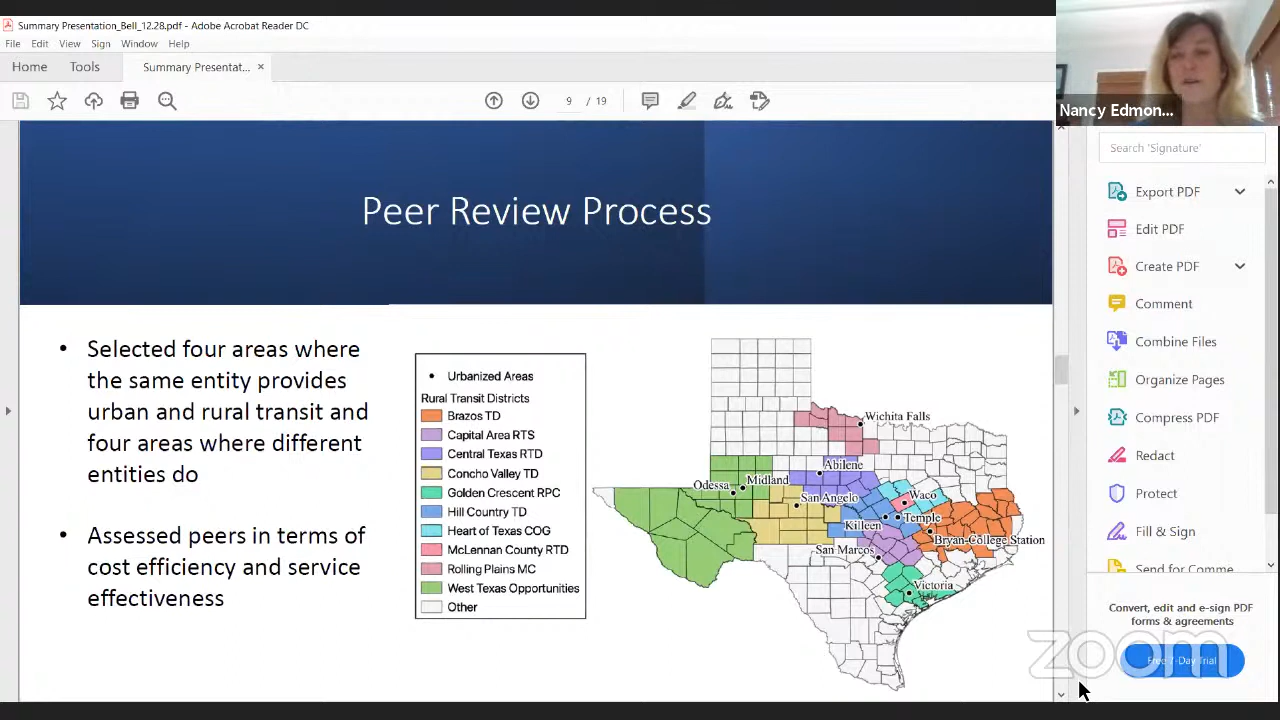 Summary Presentation_Bell_12.28.pdf - Adobe Acrobat Reader DC
File Edit View Sign Window Help
Home Tools Summary Presentat... ×
9 / 19
Nancy Edmon...
Search 'Signature'
Export PDF
Edit PDF
Create PDF
Comment
Combine Files
Organize Pages
Compress PDF
Redact
Protect
Fill & Sign
Send for Comme
Convert, edit and e-sign PDF
forms & agreements
Free 7-Day Trial
zoom
Peer Review Process
• Selected four areas where
the same entity provides
urban and rural transit and
four areas where different
entities do
• Assessed peers in terms of
cost efficiency and service
effectiveness
Urbanized Areas
Rural Transit Districts
Brazos TD
Capital Area RTS
Central Texas RTD
Concho Valley TD
Golden Crescent RPC
Hill Country TD
Heart of Texas COG
McLennan County RTD
Rolling Plains MC
West Texas Opportunities
Other
Wichita Falls
Abilene
Midland
Odessa
San Angelo
Waco
Killeen
Temple
Bryan-College Station
San Marcos
Victoria